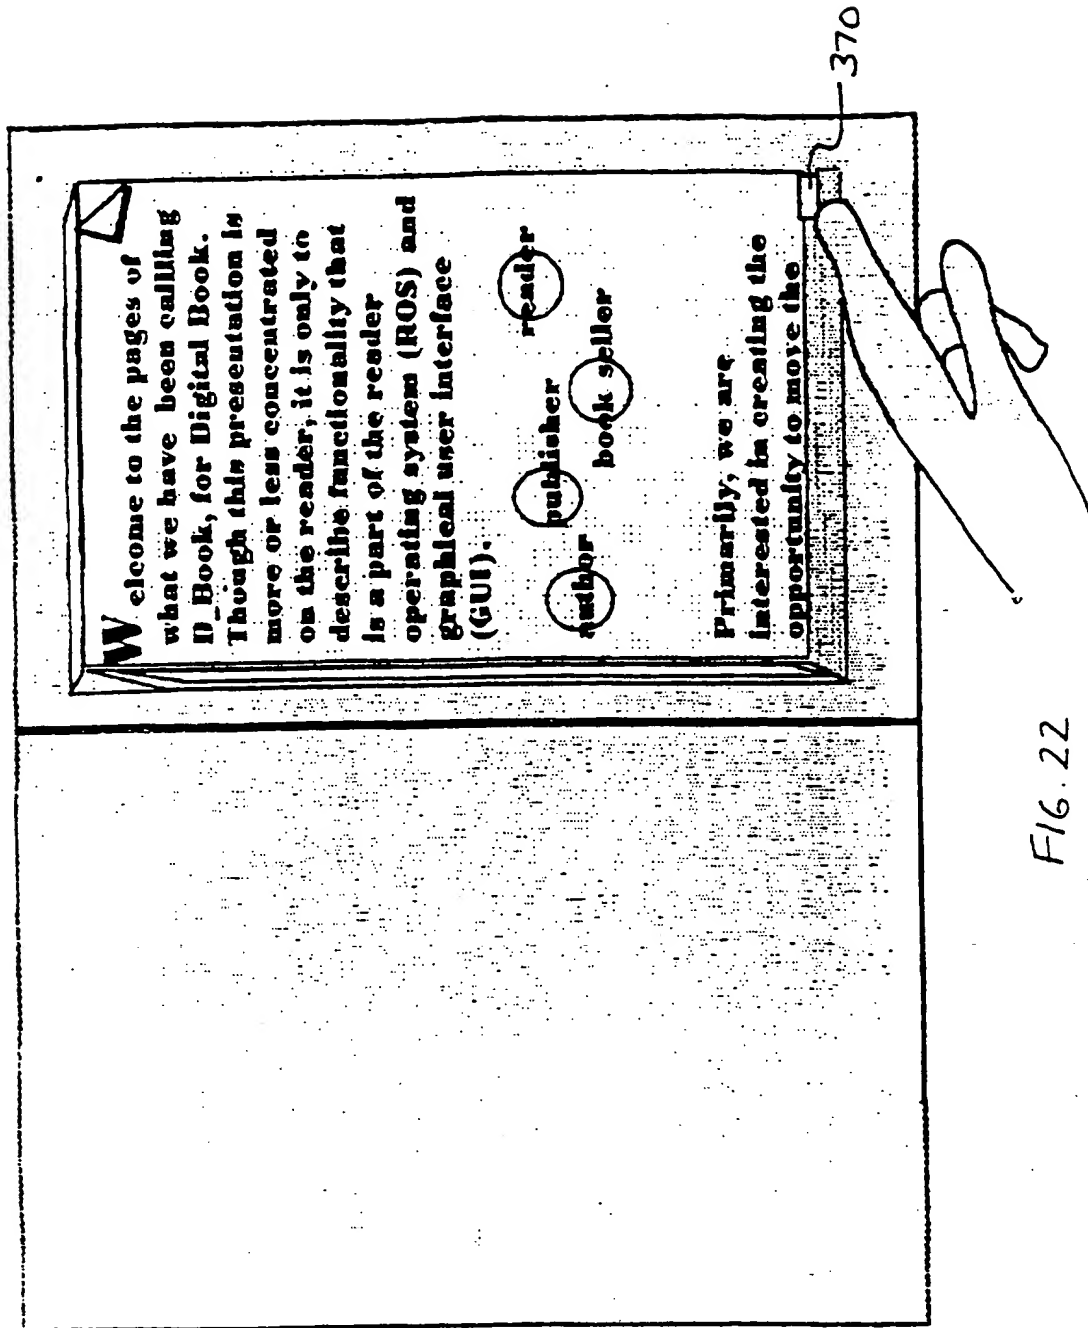 Welcome to the pages of
what we have been calling
D_Book, for Digital Book.
Though this presentation is
more or less concentrated
on the reader, it is only to
describe functionality that
is a part of the reader
operating system (ROS) and
graphical user interface
(GUI).
reader
publisher
author
book seller
Primarily, we are
interested in creating the
opportunity to move the
370
FIG. 22